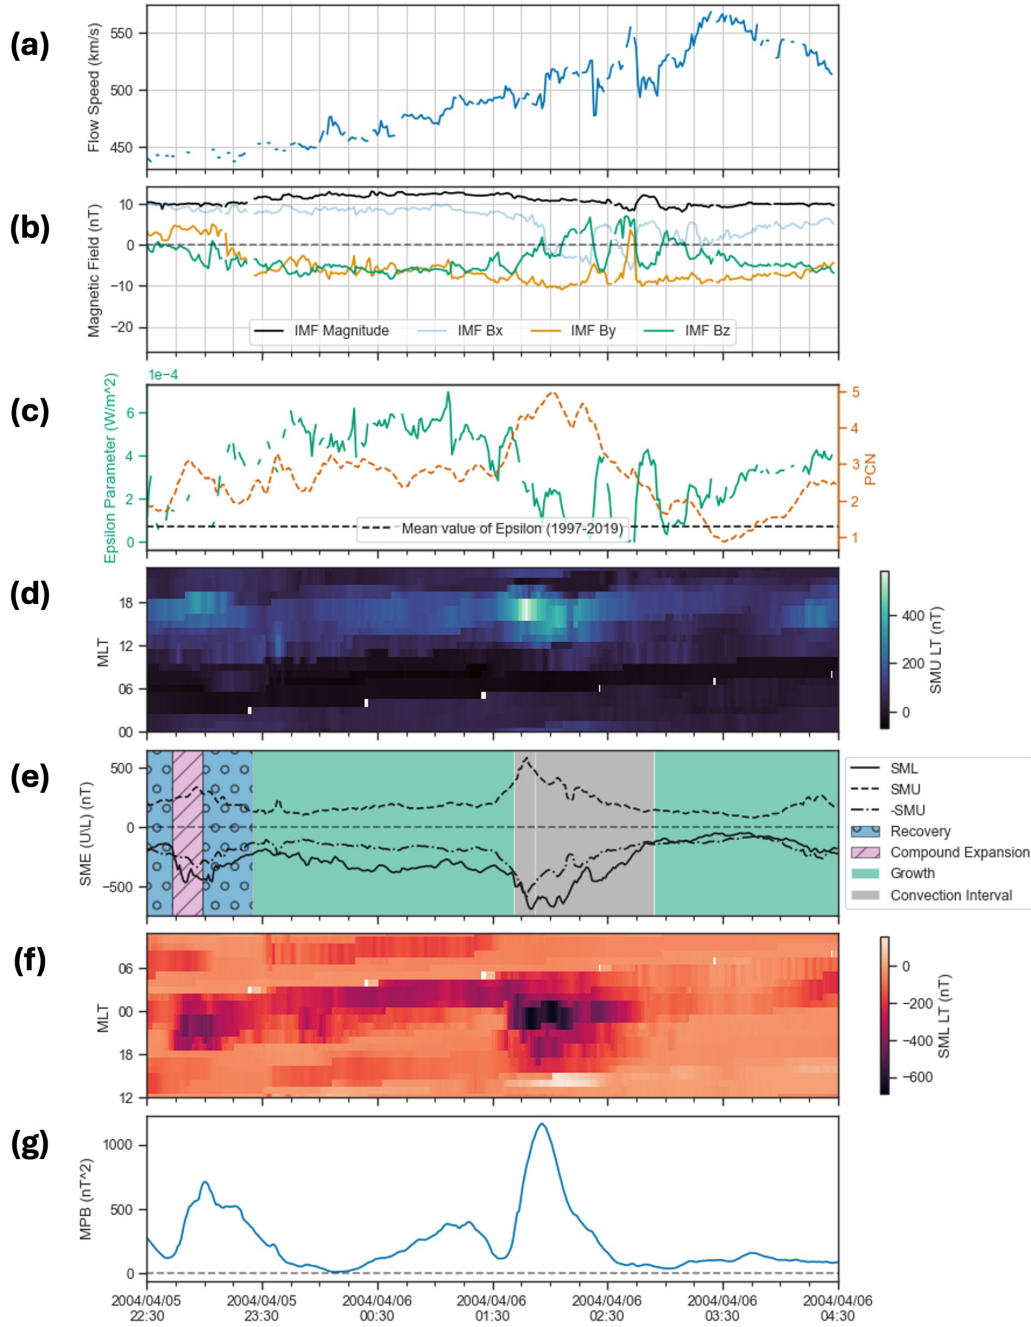 (a)
Flow Speed (km/s)
550
500
450
(b)
Magnetic Field (nT)
10
0
−10
−20
IMF Magnitude IMF Bx IMF By IMF Bz
(c)
1e−4
Epsilon Parameter (W/m^2)
6
4
2
0
Mean value of Epsilon (1997-2019)
5
4
3
2
1
PCN
(d)
MLT
18
12
06
00
400
200
0
SMU LT (nT)
(e)
SME (U\L) (nT)
500
0
−500
SML
SMU
-SMU
Recovery
Compound Expansion
Growth
Convection Interval
(f)
MLT
06
00
18
12
0
−200
−400
−600
SML LT (nT)
(g)
MPB (nT^2)
1000
500
0
2004/04/05 2004/04/05 2004/04/06 2004/04/06 2004/04/06 2004/04/06 2004/04/06
22:30 23:30 00:30 01:30 02:30 03:30 04:30